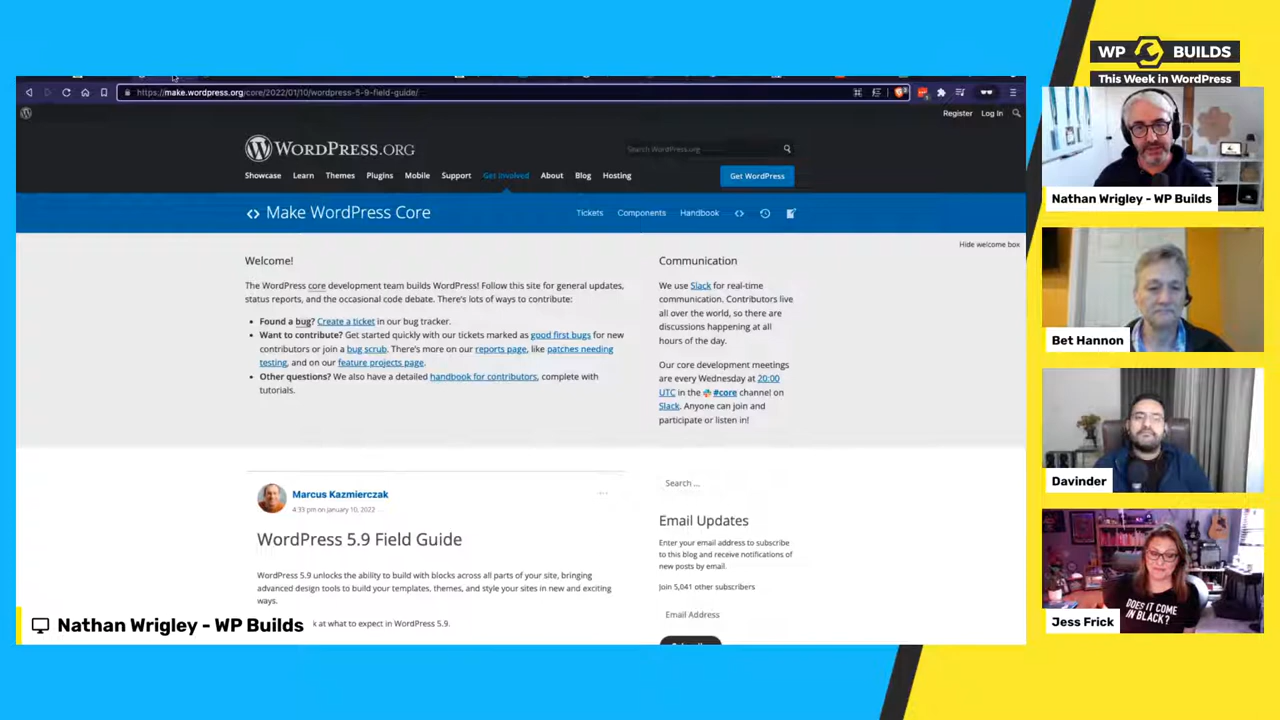 WP BUILDS
This Week in WordPress
https://make.wordpress.org/core/2022/01/10/wordpress-5-9-field-guide/
Register Log In
WORDPRESS.ORG
Search WordPress.org
Showcase Learn Themes Plugins Mobile Support Get Involved About Blog Hosting
Get WordPress
Make WordPress Core
Tickets Components Handbook
Hide welcome box
Welcome!
The WordPress core development team builds WordPress! Follow this site for general updates,
status reports, and the occasional code debate. There's lots of ways to contribute:
Found a bug? Create a ticket in our bug tracker.
Want to contribute? Get started quickly with our tickets marked as good first bugs for new
contributors or join a bug scrub. There's more on our reports page, like patches needing
testing, and on our feature projects page.
Other questions? We also have a detailed handbook for contributors, complete with
tutorials.
Communication
We use Slack for real-time
communication. Contributors live
all over the world, so there are
discussions happening at all
hours of the day.
Our core development meetings
are every Wednesday at 20:00
UTC in the #core channel on
Slack. Anyone can join and
participate or listen in!
Marcus Kazmierczak
4:33 pm on January 10, 2022
WordPress 5.9 Field Guide
WordPress 5.9 unlocks the ability to build with blocks across all parts of your site, bringing
advanced design tools to build your templates, themes, and style your sites in new and exciting
ways.
k at what to expect in WordPress 5.9.
Search ...
Email Updates
Enter your email address to subscribe
to this blog and receive notifications of
new posts by email.
Join 5,041 other subscribers
Email Address
Nathan Wrigley - WP Builds
Nathan Wrigley - WP Builds
Bet Hannon
Davinder
DOES IT COME
IN BLACK?
Jess Frick